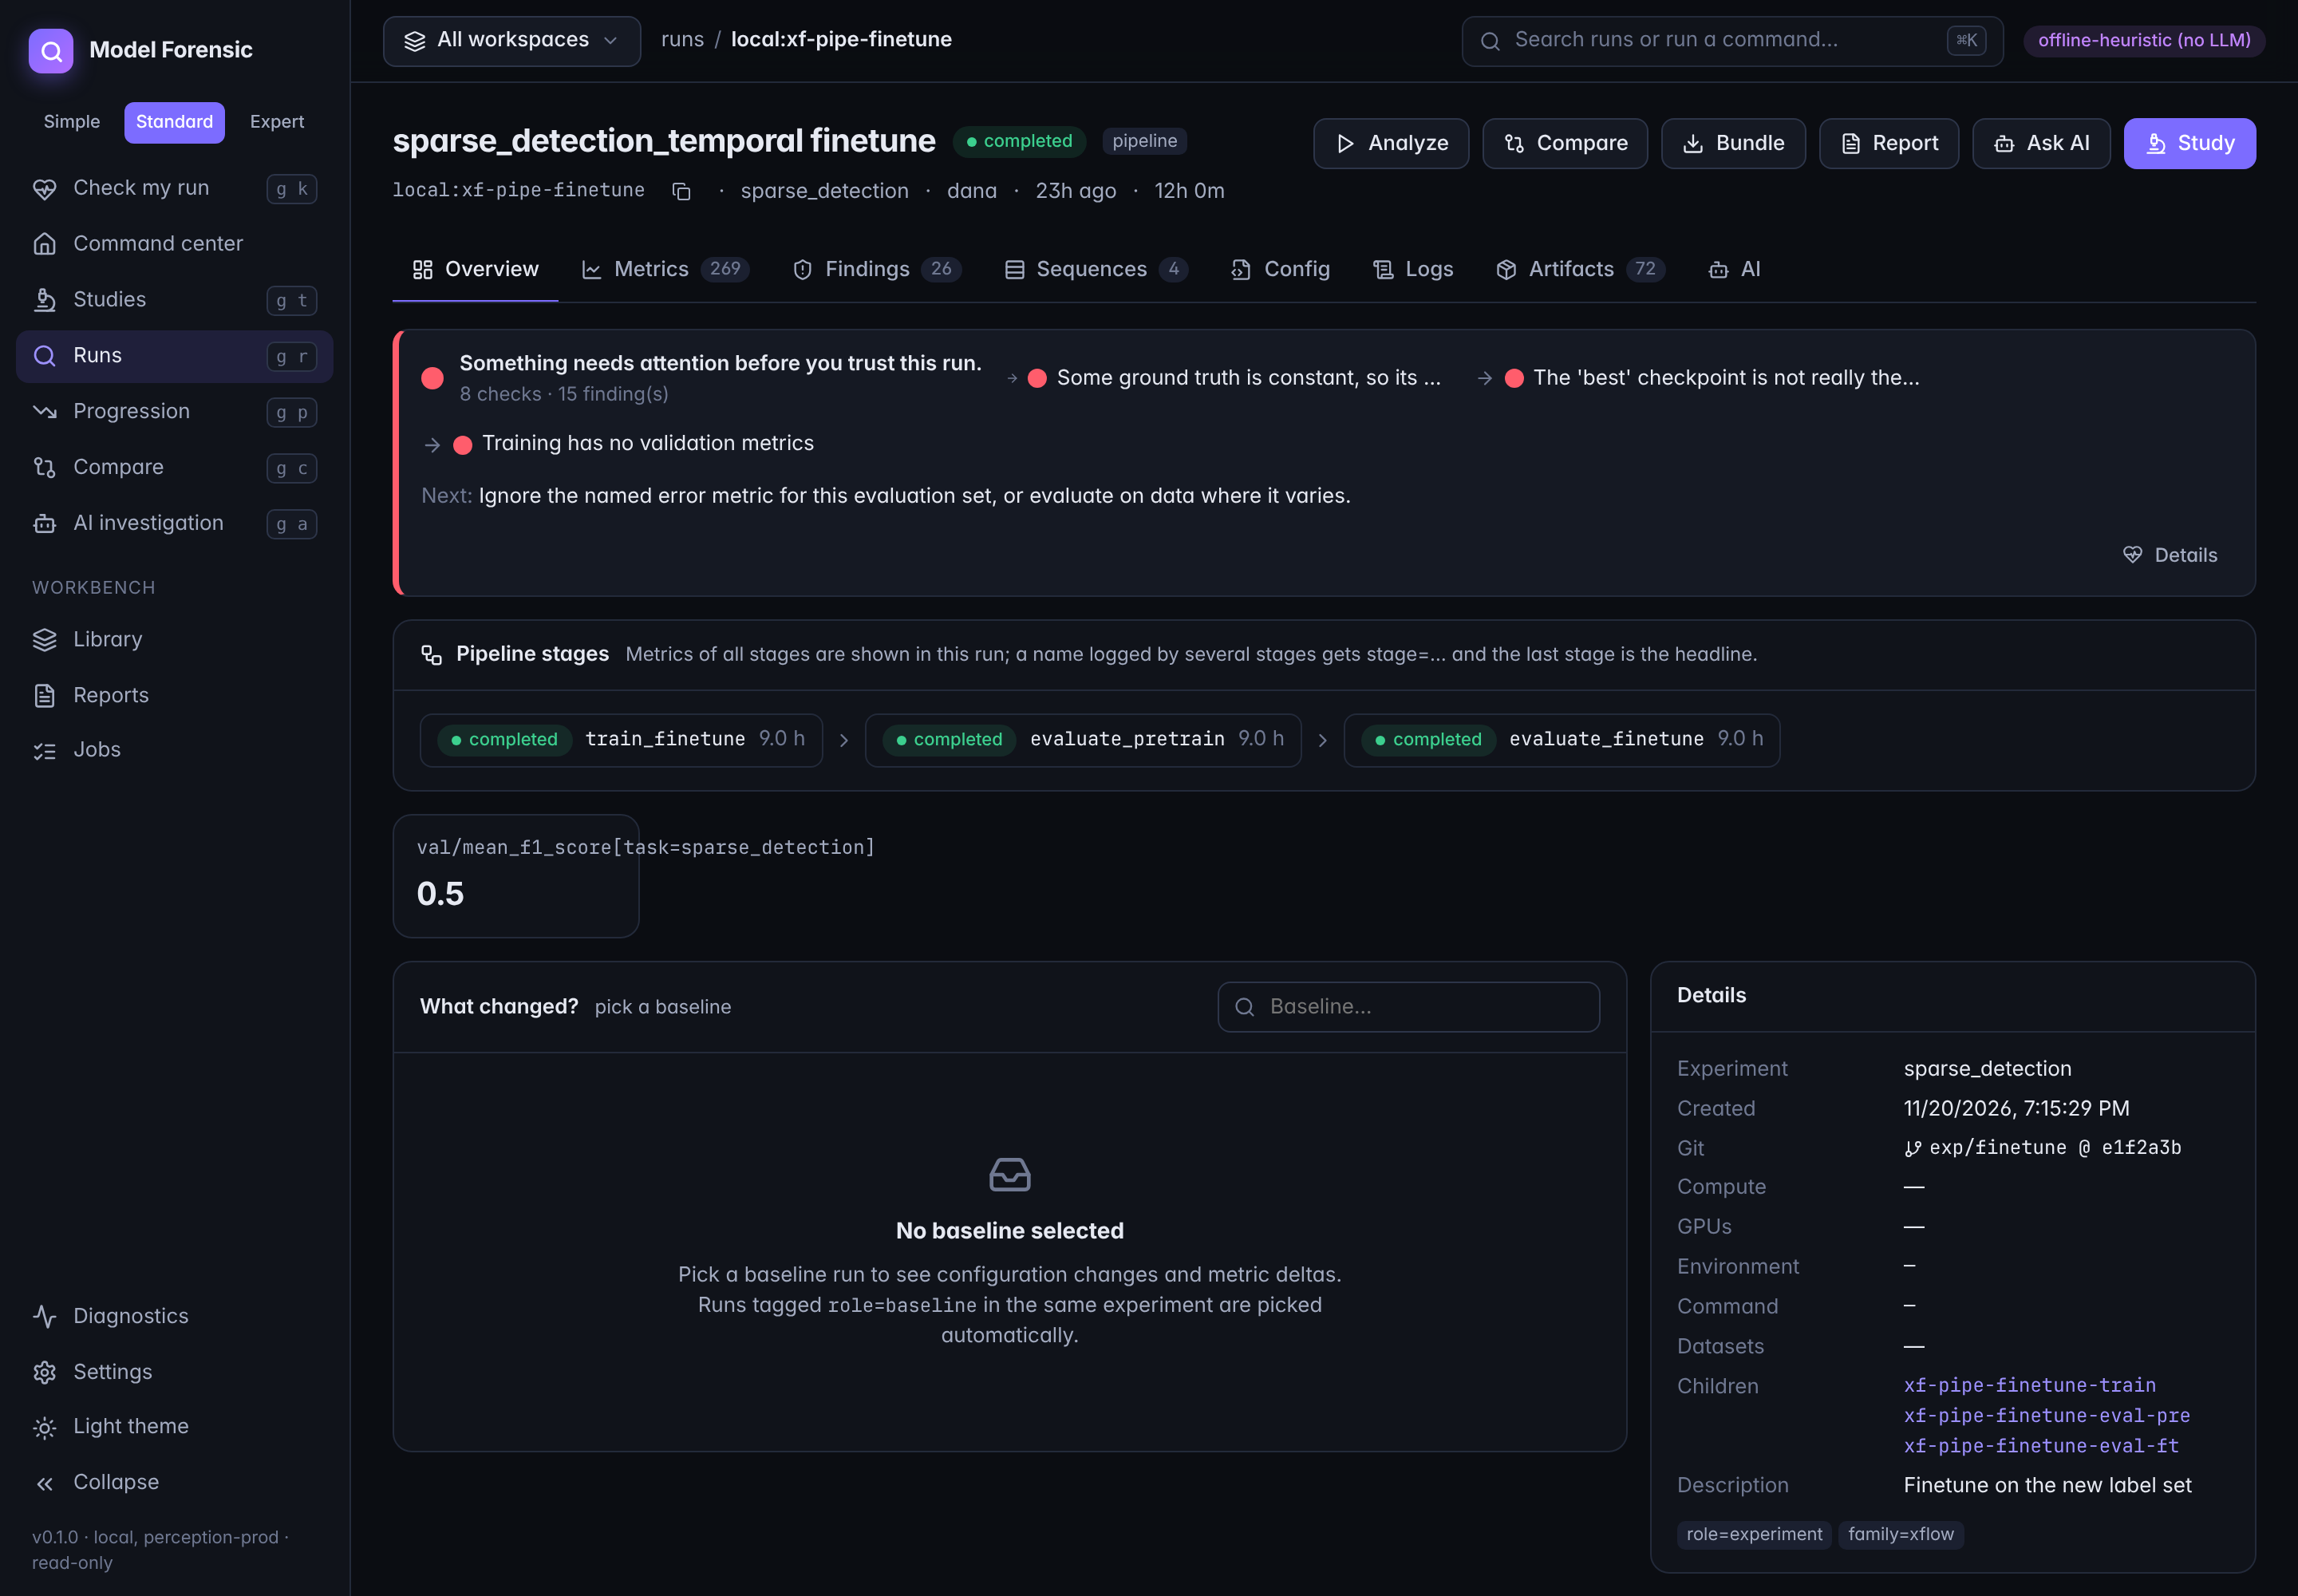 Model Forensic
Simple Standard Expert
Check my run g k
Command center
Studies g t
Runs g r
Progression g p
Compare g c
AI investigation g a
WORKBENCH
Library
Reports
Jobs
Diagnostics
Settings
Light theme
Collapse
v0.1.0 · local, perception-prod ·
read-only
All workspaces runs / local:xf-pipe-finetune Search runs or run a command... ⌘K offline-heuristic (no LLM)
sparse_detection_temporal finetune completed pipeline Analyze Compare Bundle Report Ask AI Study
local:xf-pipe-finetune · sparse_detection · dana · 23h ago · 12h 0m
Overview Metrics 269 Findings 26 Sequences 4 Config Logs Artifacts 72 AI
Something needs attention before you trust this run. → Some ground truth is constant, so its ... → The 'best' checkpoint is not really the...
8 checks · 15 finding(s)
→ Training has no validation metrics
Next: Ignore the named error metric for this evaluation set, or evaluate on data where it varies.
Details
Pipeline stages Metrics of all stages are shown in this run; a name logged by several stages gets stage=... and the last stage is the headline.
completed train_finetune 9.0 h > completed evaluate_pretrain 9.0 h > completed evaluate_finetune 9.0 h
val/mean_f1_score[task=sparse_detection]
0.5
What changed? pick a baseline Baseline...
No baseline selected
Pick a baseline run to see configuration changes and metric deltas.
Runs tagged role=baseline in the same experiment are picked
automatically.
Details
Experiment sparse_detection
Created 11/20/2026, 7:15:29 PM
Git exp/finetune @ e1f2a3b
Compute —
GPUs —
Environment –
Command –
Datasets —
Children xf-pipe-finetune-train
xf-pipe-finetune-eval-pre
xf-pipe-finetune-eval-ft
Description Finetune on the new label set
role=experiment family=xflow